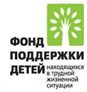 ФОНД
ПОДДЕРЖКИ
ДЕТЕЙ
находящихся
в трудной
жизненной
ситуации